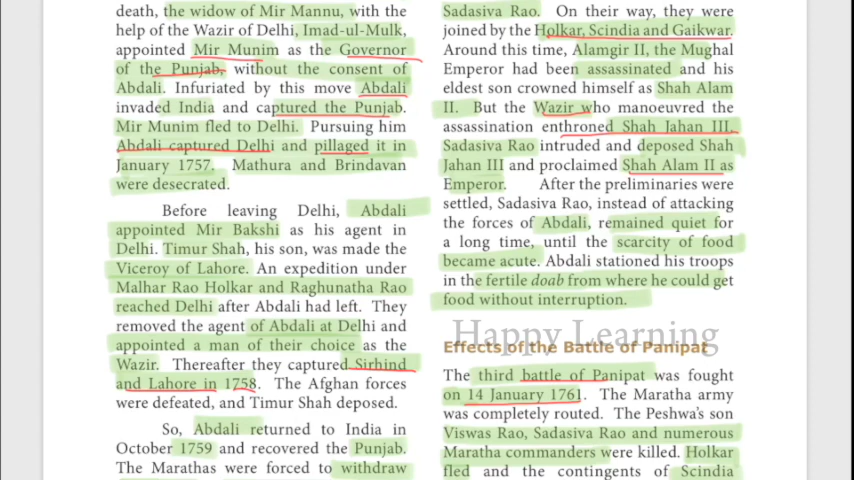 death, the widow of Mir Mannu, with the
help of the Wazir of Delhi, Imad-ul-Mulk,
appointed Mir Munim as the Governor
of the Punjab, without the consent of
Abdali. Infuriated by this move Abdali
invaded India and captured the Punjab.
Mir Munim fled to Delhi. Pursuing him
Abdali captured Delhi and pillaged it in
January 1757. Mathura and Brindavan
were desecrated.
Before leaving Delhi, Abdali
appointed Mir Bakshi as his agent in
Delhi. Timur Shah, his son, was made the
Viceroy of Lahore. An expedition under
Malhar Rao Holkar and Raghunatha Rao
reached Delhi after Abdali had left. They
removed the agent of Abdali at Delhi and
appointed a man of their choice as the
Wazir. Thereafter they captured Sirhind
and Lahore in 1758. The Afghan forces
were defeated, and Timur Shah deposed.
So, Abdali returned to India in
October 1759 and recovered the Punjab.
The Marathas were forced to withdraw
Sadasiva Rao. On their way, they were
joined by the Holkar, Scindia and Gaikwar.
Around this time, Alamgir II, the Mughal
Emperor had been assassinated and his
eldest son crowned himself as Shah Alam
II. But the Wazir who manoeuvred the
assassination enthroned Shah Jahan III.
Sadasiva Rao intruded and deposed Shah
Jahan III and proclaimed Shah Alam II as
Emperor. After the preliminaries were
settled, Sadasiva Rao, instead of attacking
the forces of Abdali, remained quiet for
a long time, until the scarcity of food
became acute. Abdali stationed his troops
in the fertile doab from where he could get
food without interruption.
Happy Learning
Effects of the Battle of Panipat
The third battle of Panipat was fought
on 14 January 1761. The Maratha army
was completely routed. The Peshwa's son
Viswas Rao, Sadasiva Rao and numerous
Maratha commanders were killed. Holkar
fled and the contingents of Scindia